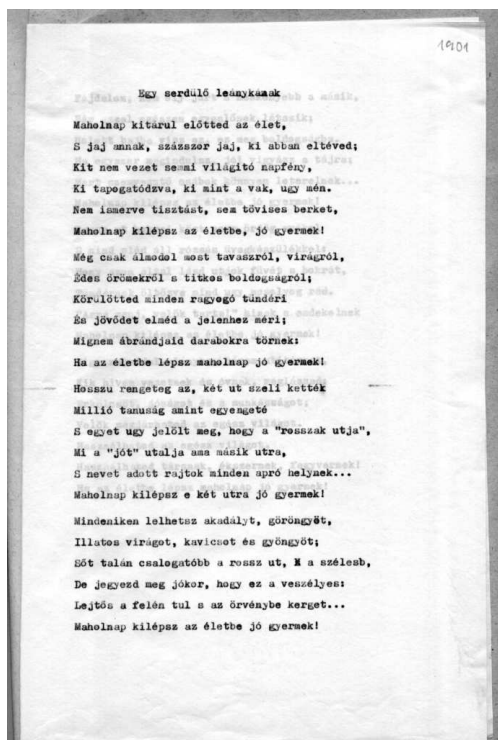 1901
Egy serdülő leánykának
Maholnap kitárul előtted az élet,
S jaj annak, százszor jaj, ki abban eltéved;
Kit nem vezet semmi világitó napfény,
Ki tapogatódzva, ki mint a vak, ugy mén.
Nem ismerve tisztást, sem tövises berket,
Maholnap kilépsz az életbe, jó gyermek!
Még csak álmodol most tavaszról, virágról,
Édes örömekről s titkos boldogságról;
Körülötted minden ragyogó tündéri
És jövődet elméd a jelenhez méri;
Mignem ábrándjaid darabokra törnek:
Ha az életbe lépsz maholnap jó gyermek!
Hosszu rengeteg az, két ut szeli kették
Millió tanuság amint egyengeté
S egyet ugy jelölt meg, hogy a "rosszak utja",
Mi a "jót" utalja ama másik utra,
S nevet adott rajtok minden apró helynek...
Maholnap kilépsz e két utra jó gyermek!
Mindeniken lelhetsz akadályt, göröngyöt,
Illatos virágot, kavicsot és gyöngyöt;
Sőt talán csalogatóbb a rossz ut, a szélesb,
De jegyezd meg jókor, hogy ez a veszélyes:
Lejtős a felén tul s az örvénybe kerget...
Maholnap kilépsz az életbe jó gyermek!